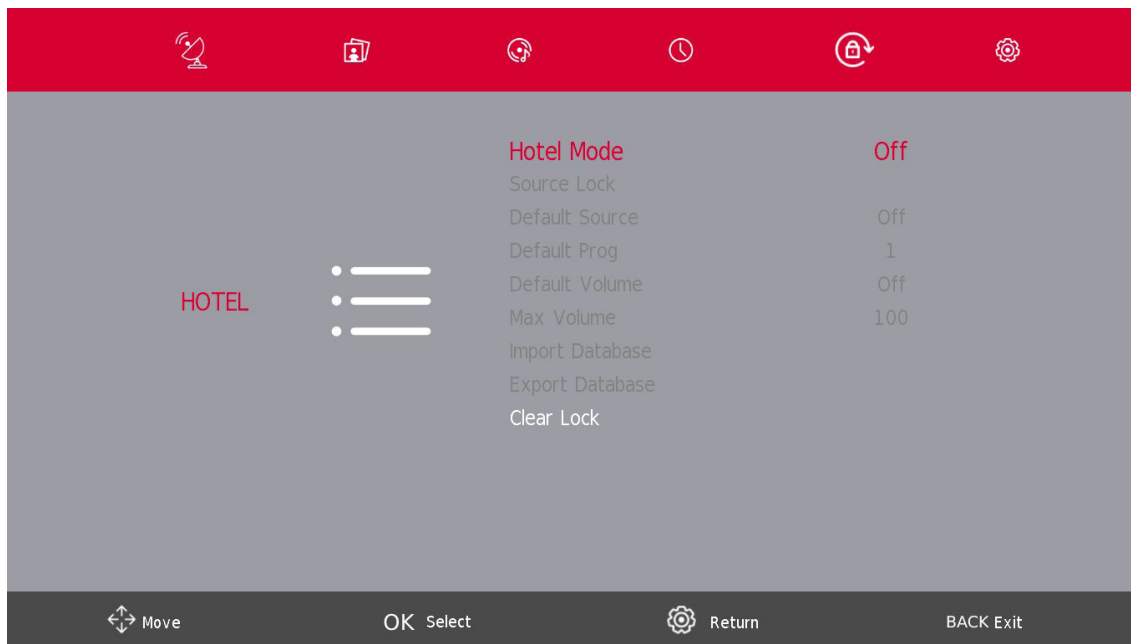 Hotel Mode Off
Source Lock
Default Source Off
Default Prog 1
Default Volume Off
HOTEL
Max Volume 100
Import Database
Export Database
Clear Lock
Move OK Select Return BACK Exit